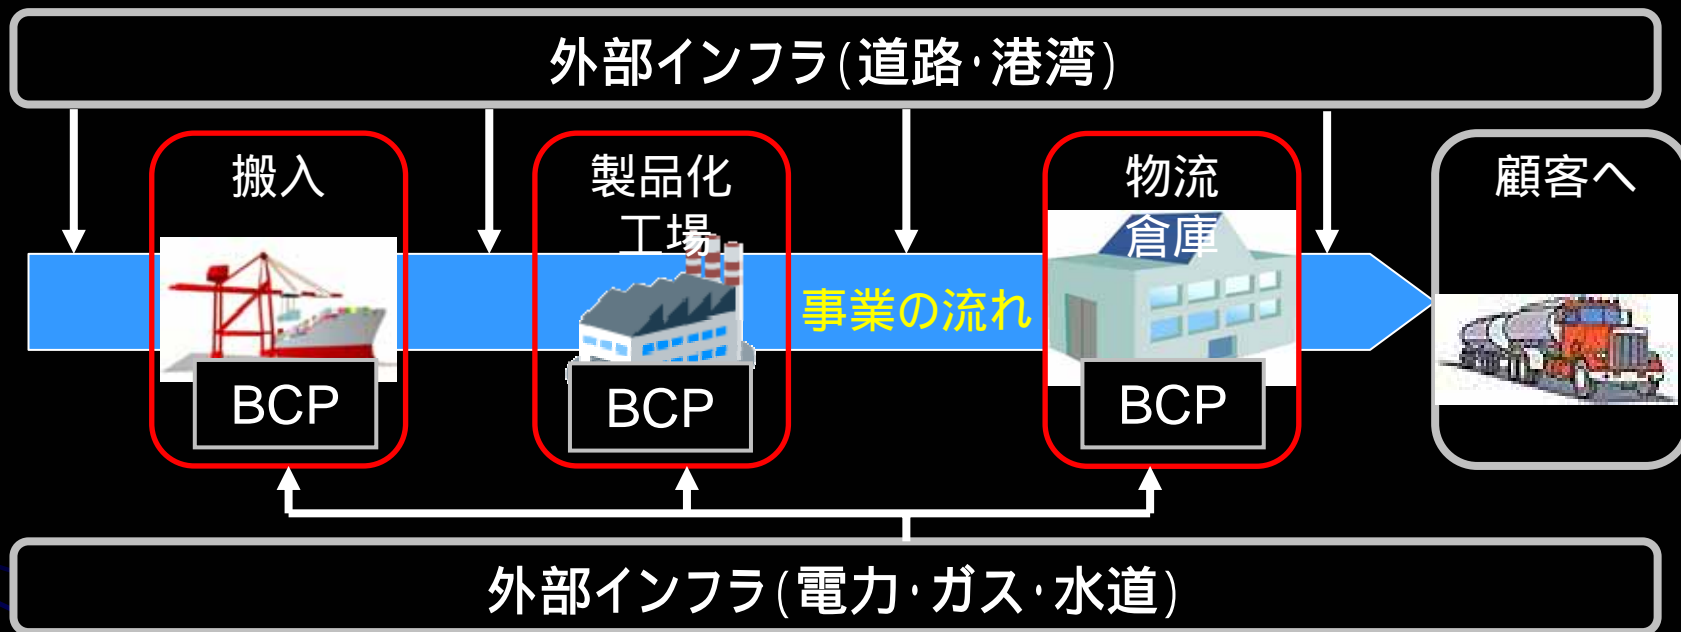 外部インフラ(道路･港湾)
搬入
製品化
工場
物流
倉庫
顧客へ
事業の流れ
BCP
BCP
BCP
外部インフラ(電力･ガス･水道)